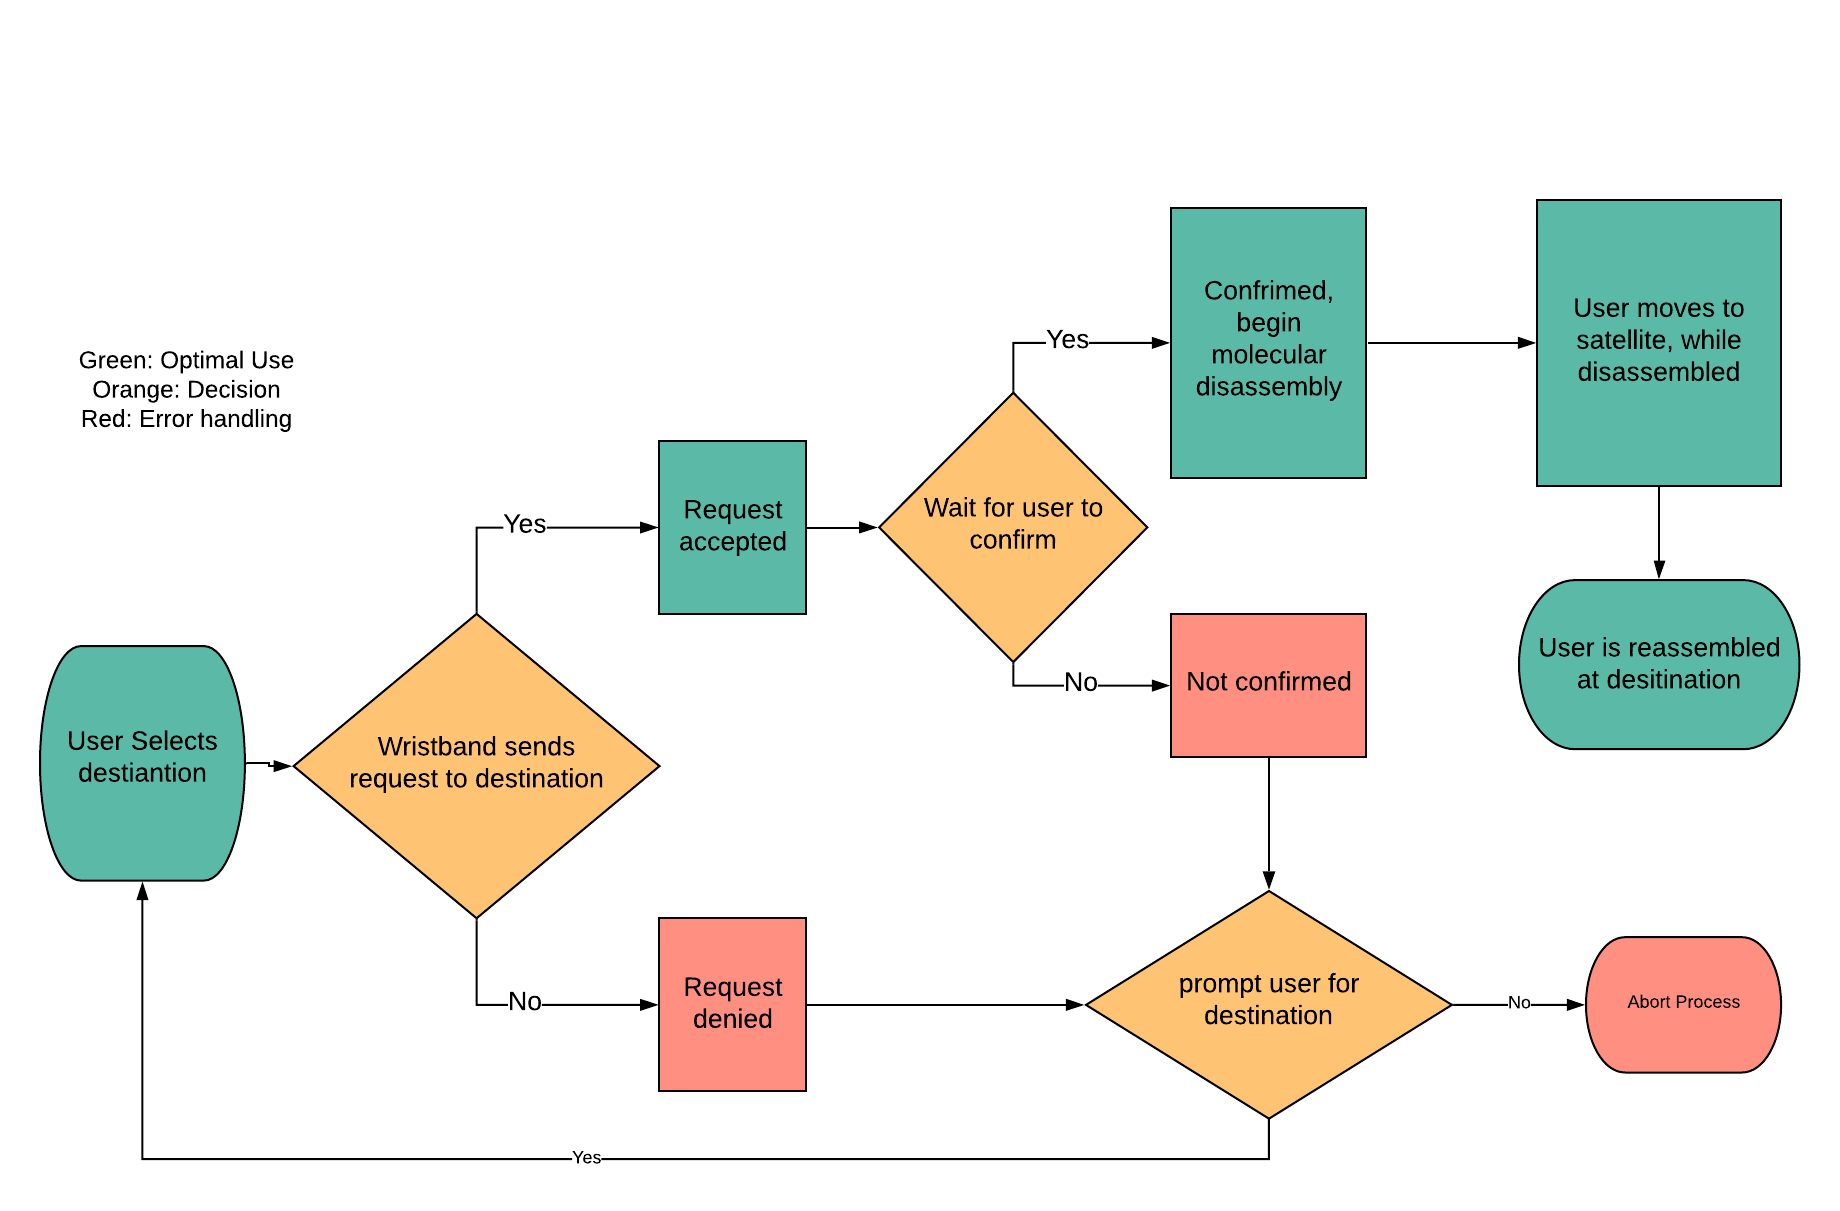 Green: Optimal Use
Orange: Decision
Red: Error handling
User Selects
destiantion
Wristband sends
request to destination
Yes
Request
accepted
Wait for user to
confirm
Yes
Confrimed,
begin
molecular
disassembly
User moves to
satellite, while
disassembled
User is reassembled
at desitination
No
Not confirmed
No
Request
denied
prompt user for
destination
No
Abort Process
Yes